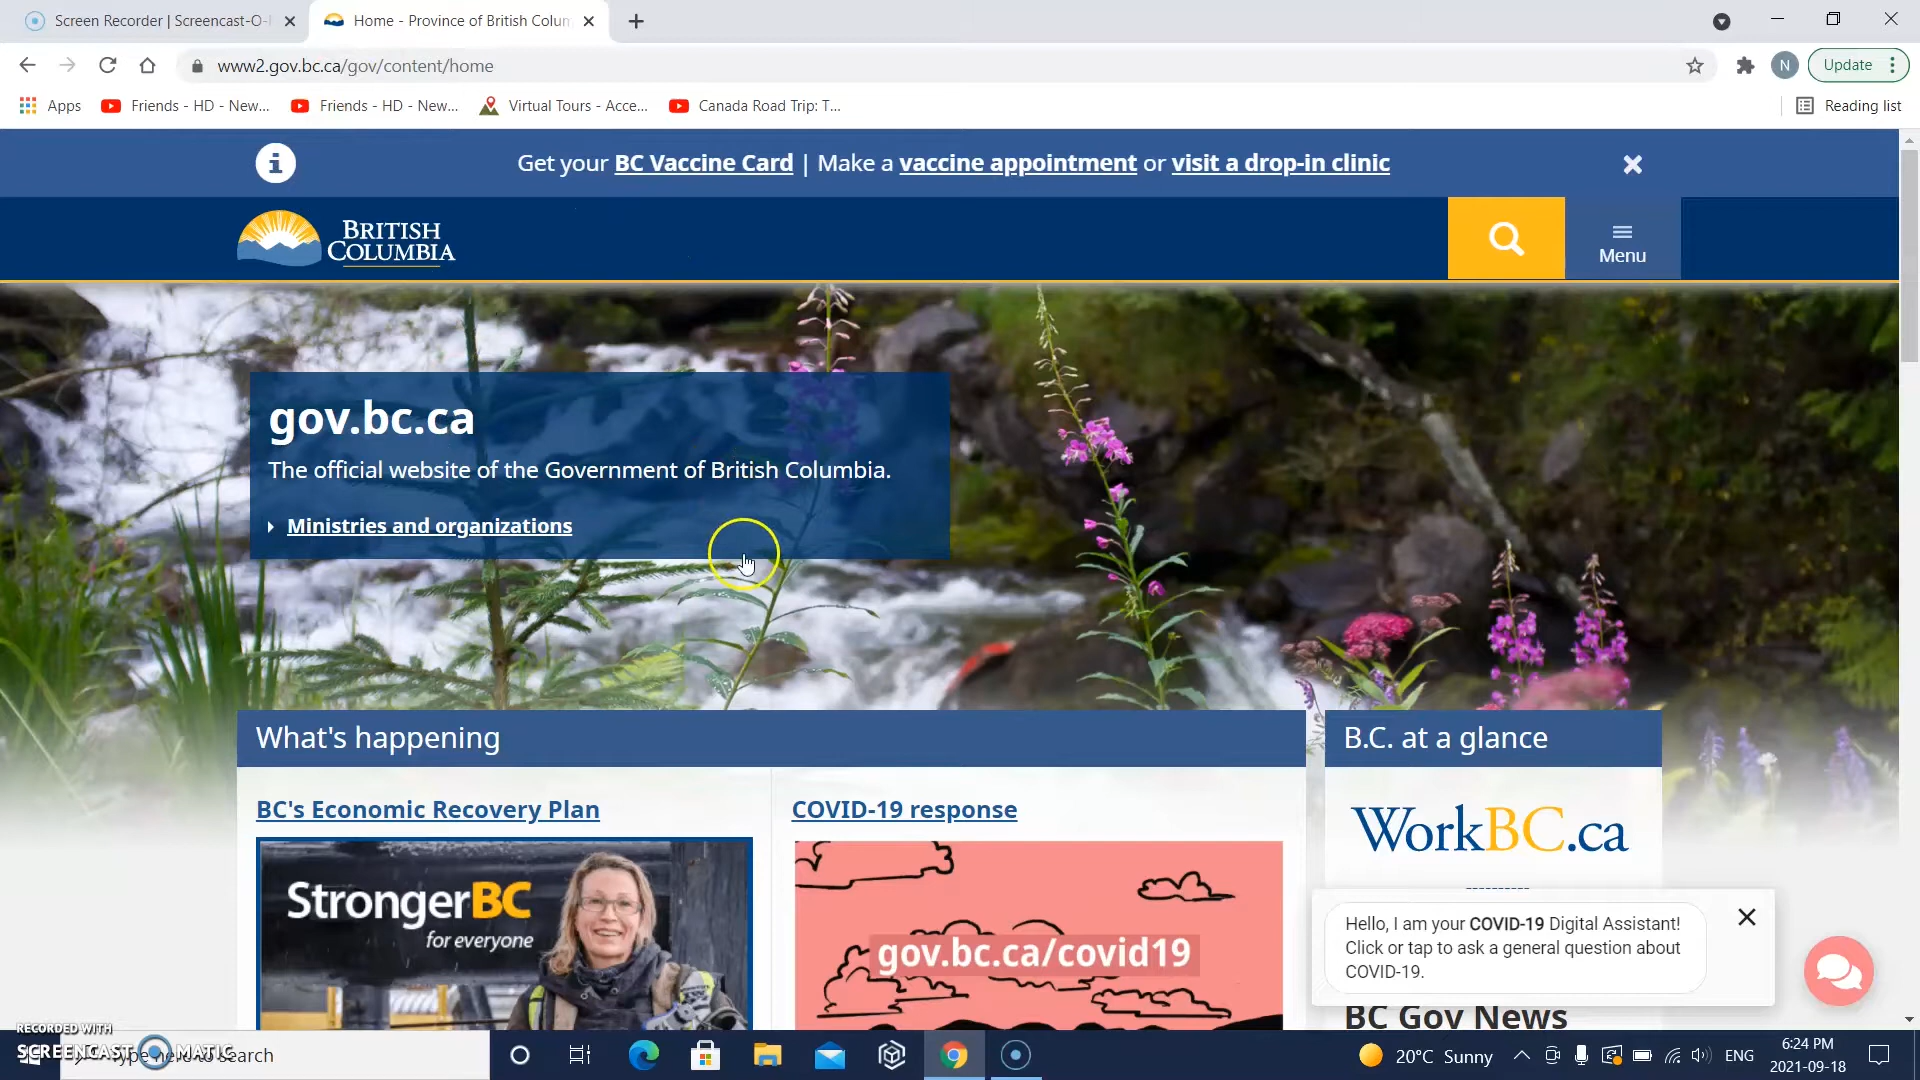 Screen Recorder | Screencast-O-
Home - Province of British Colum
www2.gov.bc.ca/gov/content/home
N
Update
Apps
Friends - HD - New...
Friends - HD - New...
Virtual Tours - Acce...
Canada Road Trip: T...
Reading list
Get your BC Vaccine Card | Make a vaccine appointment or visit a drop-in clinic
BRITISH
COLUMBIA
Menu
gov.bc.ca
The official website of the Government of British Columbia.
Ministries and organizations
What's happening
B.C. at a glance
BC's Economic Recovery Plan
COVID-19 response
WorkBC.ca
StrongerBC
for everyone
gov.bc.ca/covid19
Hello, I am your COVID-19 Digital Assistant!
Click or tap to ask a general question about
COVID-19.
BC Gov News
RECORDED WITH
SCREENCAST MATIC
Type here to search
20°C Sunny
ENG
6:24 PM
2021-09-18